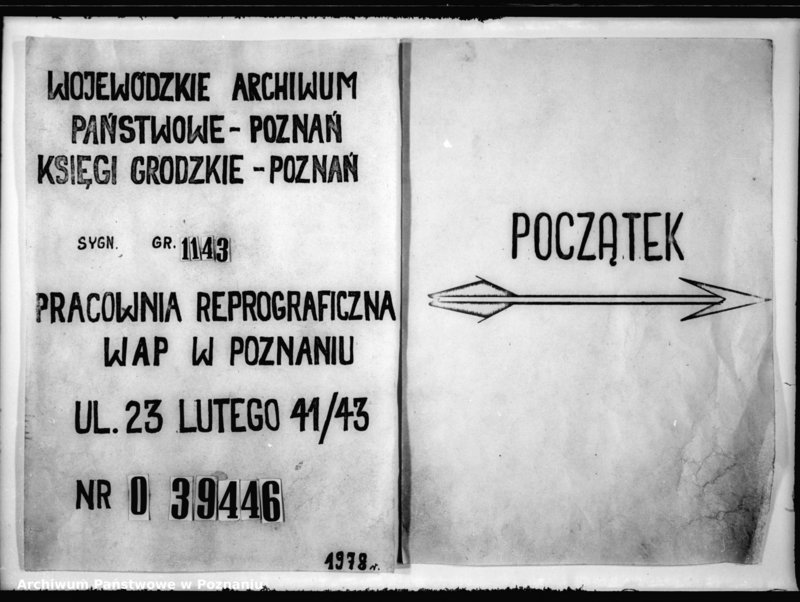 WOJEWÓDZKIE ARCHIWUM
PAŃSTWOWE - POZNAŃ
KSIĘGI GRODZKIE - POZNAŃ
SYGN. GR. 1143
PRACOWNIA REPROGRAFICZNA
WAP W POZNANIU
UL. 23 LUTEGO 41/43
NR 0 39446
1978 r.
POCZĄTEK
Archiwum Państwowe w Poznaniu